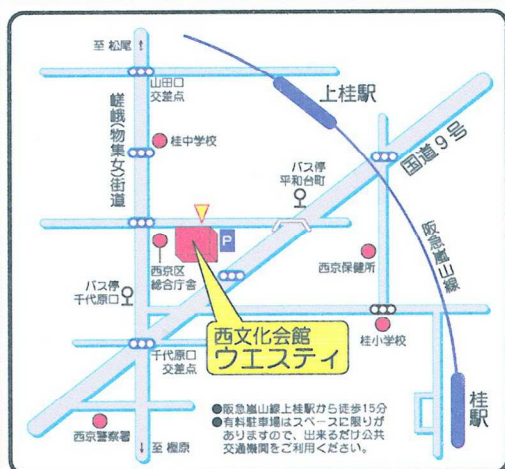 至 松尾
山田口
交差点
嵯峨(物集女)街道
桂中学校
上桂駅
国道9号
バス停
平和台町
阪急嵐山線
P
西京区
総合庁舎
西京保健所
バス停
千代原口
西文化会館
ウエスティ
桂小学校
千代原口
交差点
桂駅
西京警察署
至 樫原
●阪急嵐山線上桂駅から徒歩15分
●有料駐車場はスペースに限りが
ありますので、出来るだけ公共
交通機関をご利用ください。